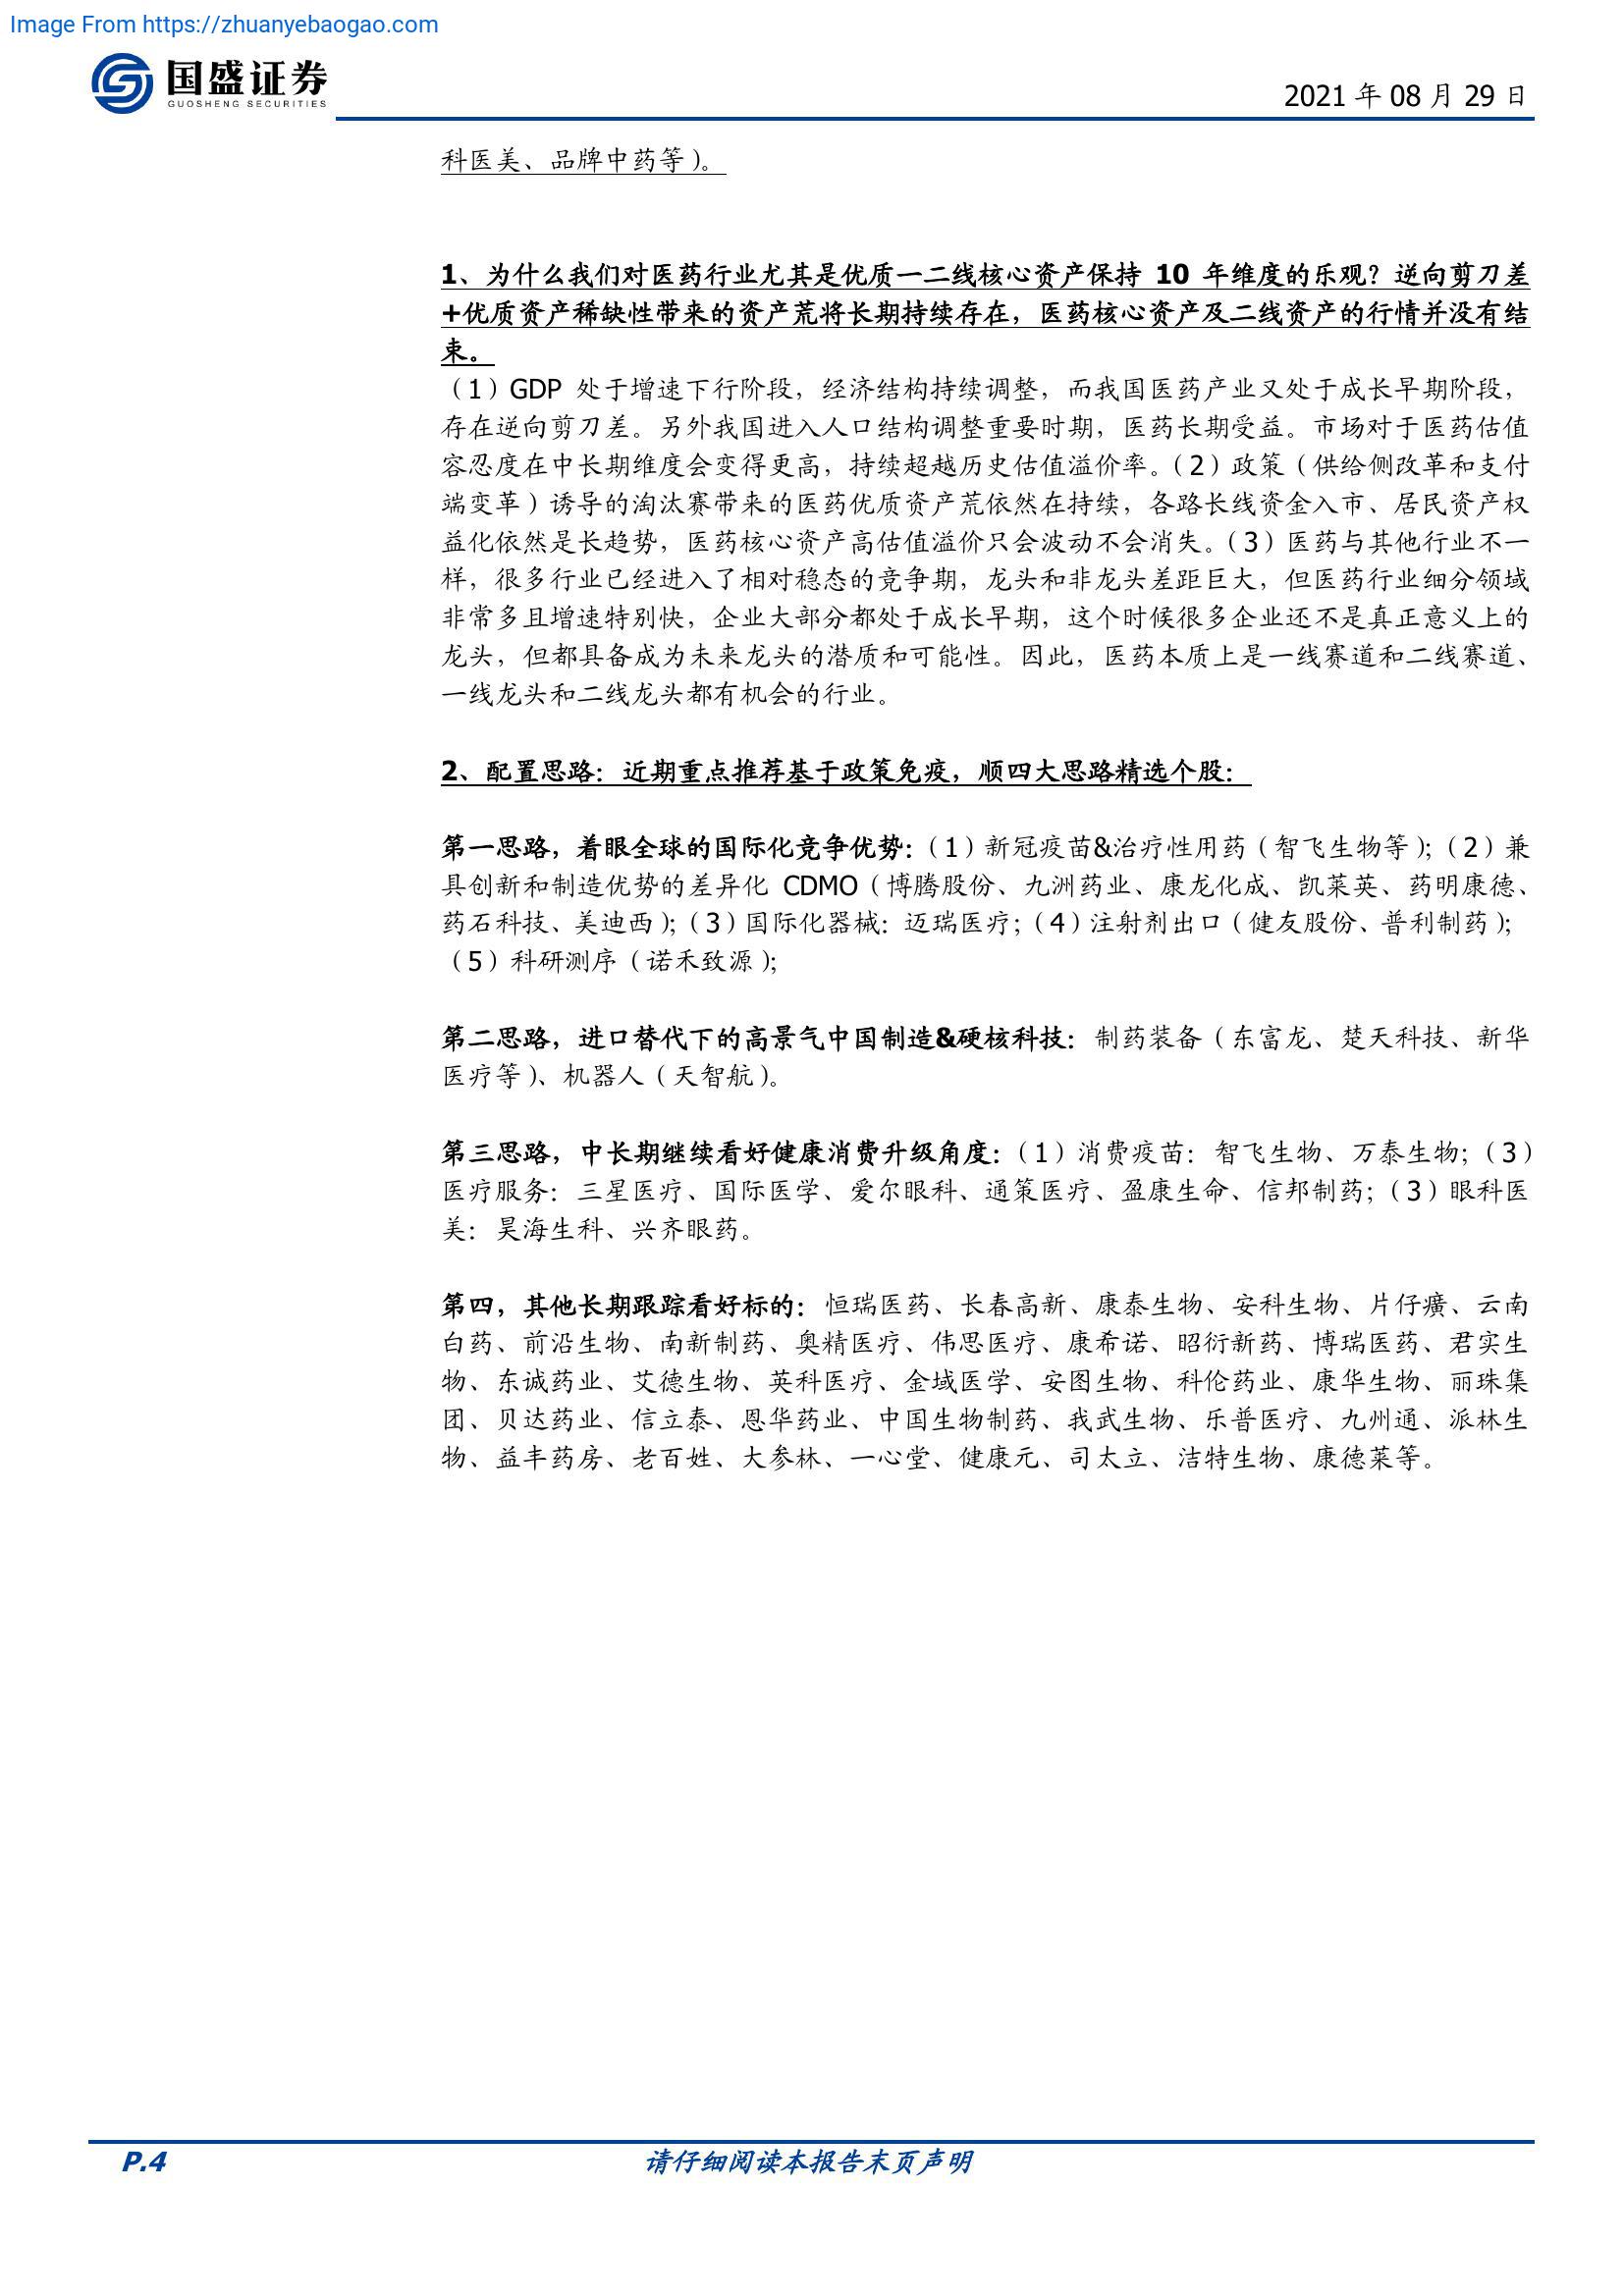 Image From https://zhuanyebaogao.com
国盛证券
GUOSHENG SECURITIES
2021 年 08 月 29 日
科医美、品牌中药等）。
1、为什么我们对医药行业尤其是优质一二线核心资产保持 10 年维度的乐观？逆向剪刀差
+优质资产稀缺性带来的资产荒将长期持续存在，医药核心资产及二线资产的行情并没有结
束。
（1）GDP 处于增速下行阶段，经济结构持续调整，而我国医药产业又处于成长早期阶段，
存在逆向剪刀差。另外我国进入人口结构调整重要时期，医药长期受益。市场对于医药估值
容忍度在中长期维度会变得更高，持续超越历史估值溢价率。（2）政策（供给侧改革和支付
端变革）诱导的淘汰赛带来的医药优质资产荒依然在持续，各路长线资金入市、居民资产权
益化依然是长趋势，医药核心资产高估值溢价只会波动不会消失。（3）医药与其他行业不一
样，很多行业已经进入了相对稳态的竞争期，龙头和非龙头差距巨大，但医药行业细分领域
非常多且增速特别快，企业大部分都处于成长早期，这个时候很多企业还不是真正意义上的
龙头，但都具备成为未来龙头的潜质和可能性。因此，医药本质上是一线赛道和二线赛道、
一线龙头和二线龙头都有机会的行业。
2、配置思路：近期重点推荐基于政策免疫，顺四大思路精选个股：
第一思路，着眼全球的国际化竞争优势：（1）新冠疫苗&治疗性用药（智飞生物等）；（2）兼
具创新和制造优势的差异化 CDMO（博腾股份、九洲药业、康龙化成、凯莱英、药明康德、
药石科技、美迪西）；（3）国际化器械：迈瑞医疗；（4）注射剂出口（健友股份、普利制药）；
（5）科研测序（诺禾致源）；
第二思路，进口替代下的高景气中国制造&硬核科技：制药装备（东富龙、楚天科技、新华
医疗等）、机器人（天智航）。
第三思路，中长期继续看好健康消费升级角度：（1）消费疫苗：智飞生物、万泰生物；（3）
医疗服务：三星医疗、国际医学、爱尔眼科、通策医疗、盈康生命、信邦制药；（3）眼科医
美：昊海生科、兴齐眼药。
第四，其他长期跟踪看好标的：恒瑞医药、长春高新、康泰生物、安科生物、片仔癀、云南
白药、前沿生物、南新制药、奥精医疗、伟思医疗、康希诺、昭衍新药、博瑞医药、君实生
物、东诚药业、艾德生物、英科医疗、金域医学、安图生物、科伦药业、康华生物、丽珠集
团、贝达药业、信立泰、恩华药业、中国生物制药、我武生物、乐普医疗、九州通、派林生
物、益丰药房、老百姓、大参林、一心堂、健康元、司太立、洁特生物、康德莱等。
P.4
请仔细阅读本报告末页声明